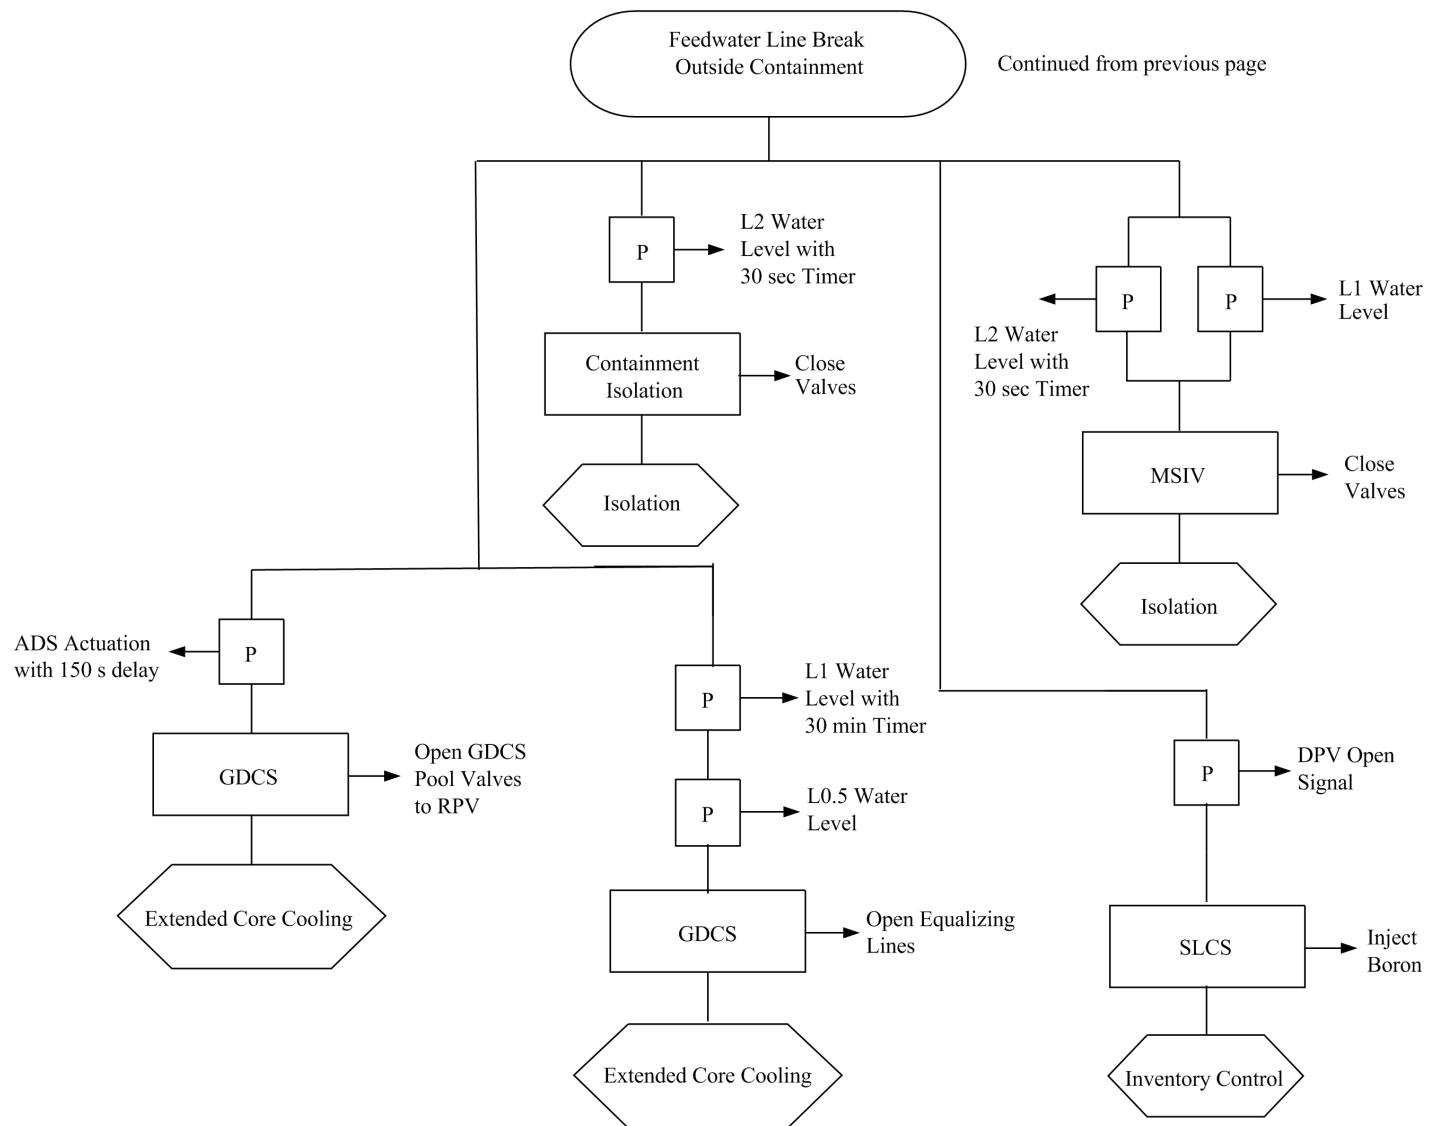 Feedwater Line Break
Outside Containment
Continued from previous page
P
L2 Water
Level with
30 sec Timer
Containment
Isolation
Close
Valves
Isolation
P
P
L2 Water
Level with
30 sec Timer
L1 Water
Level
MSIV
Close
Valves
Isolation
ADS Actuation
with 150 s delay
P
GDCS
Open GDCS
Pool Valves
to RPV
Extended Core Cooling
P
L1 Water
Level with
30 min Timer
P
L0.5 Water
Level
GDCS
Open Equalizing
Lines
Extended Core Cooling
P
DPV Open
Signal
SLCS
Inject
Boron
Inventory Control